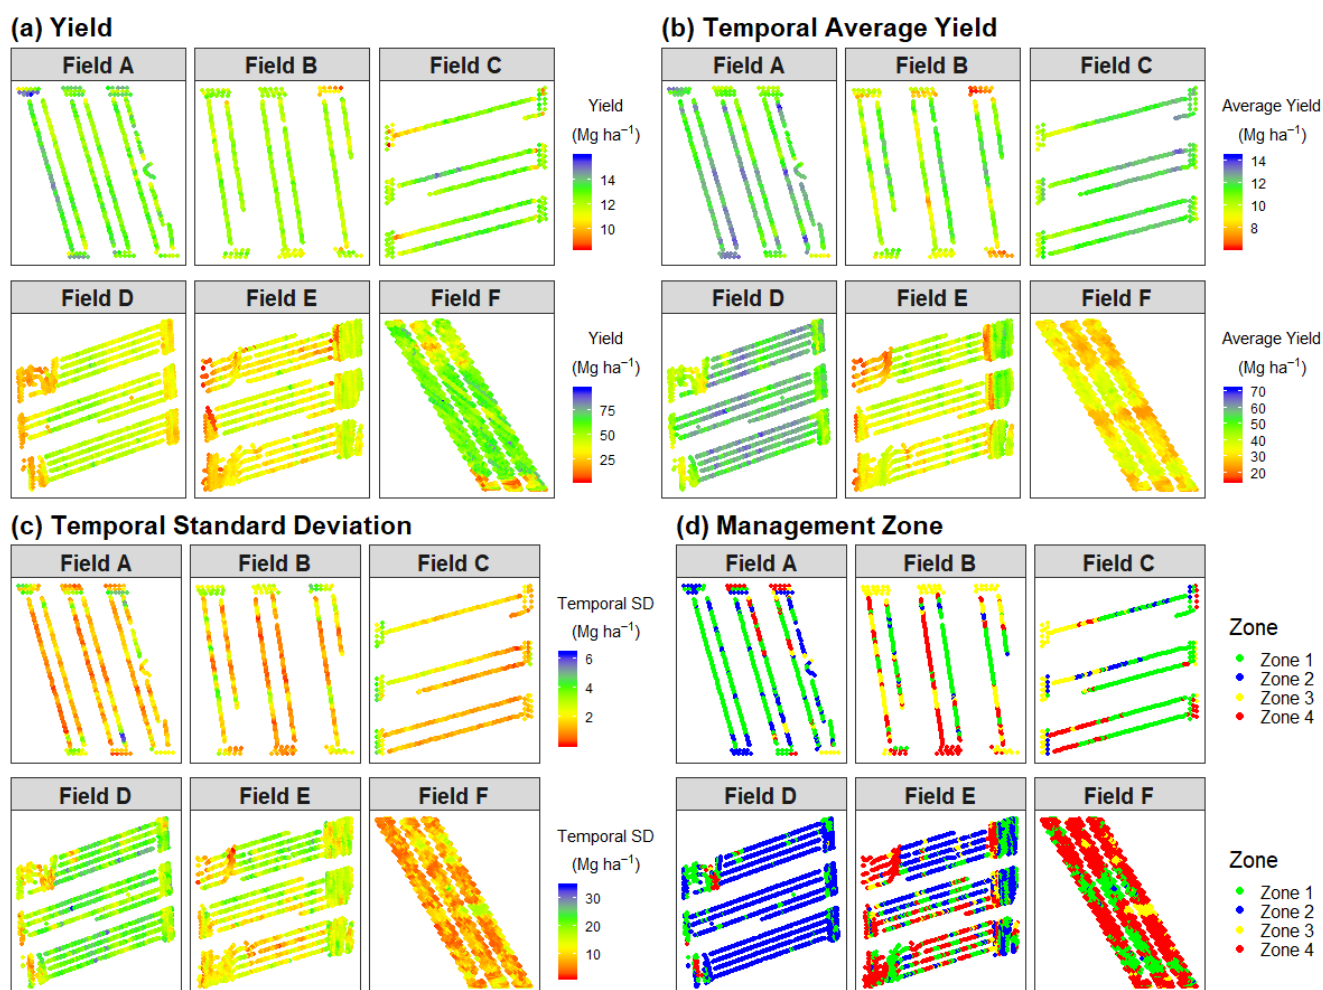 (a) Yield
(b) Temporal Average Yield
Field A
Field B
Field C
Yield
(Mg ha⁻¹)
14
12
10
Field A
Field B
Field C
Average Yield
(Mg ha⁻¹)
14
12
10
8
Field D
Field E
Field F
Yield
(Mg ha⁻¹)
75
50
25
Field D
Field E
Field F
Average Yield
(Mg ha⁻¹)
70
60
50
40
30
20
(c) Temporal Standard Deviation
(d) Management Zone
Field A
Field B
Field C
Temporal SD
(Mg ha⁻¹)
6
4
2
Field A
Field B
Field C
Zone
Zone 1
Zone 2
Zone 3
Zone 4
Field D
Field E
Field F
Temporal SD
(Mg ha⁻¹)
30
20
10
Field D
Field E
Field F
Zone
Zone 1
Zone 2
Zone 3
Zone 4